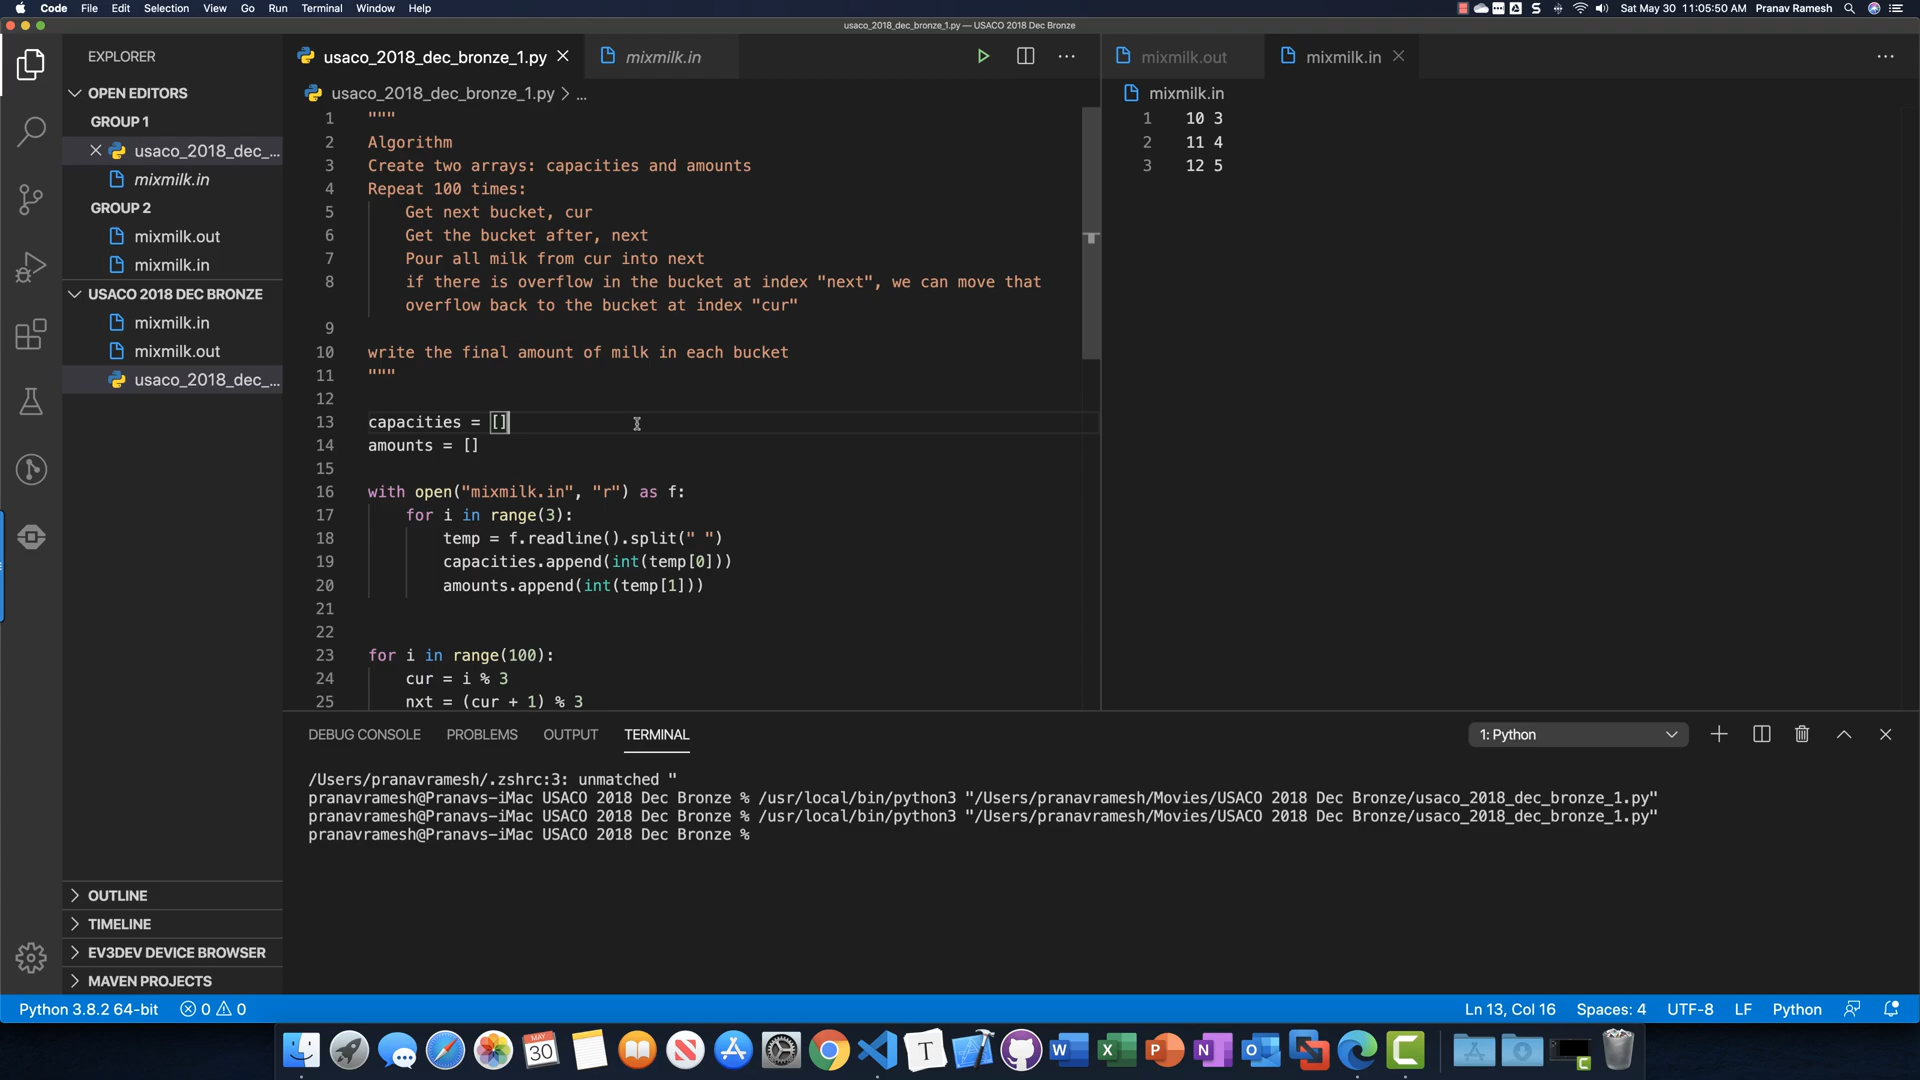 Code File Edit Selection View Go Run Terminal Window Help
Sat May 30 11:05:50 AM Pranav Ramesh
usaco_2018_dec_bronze_1.py — USACO 2018 Dec Bronze
EXPLORER
OPEN EDITORS
GROUP 1
usaco_2018_dec_...
mixmilk.in
GROUP 2
mixmilk.out
mixmilk.in
USACO 2018 DEC BRONZE
mixmilk.in
mixmilk.out
usaco_2018_dec_...
OUTLINE
TIMELINE
EV3DEV DEVICE BROWSER
MAVEN PROJECTS
usaco_2018_dec_bronze_1.py
mixmilk.in
usaco_2018_dec_bronze_1.py > ...
1 """
2 Algorithm
3 Create two arrays: capacities and amounts
4 Repeat 100 times:
5 Get next bucket, cur
6 Get the bucket after, next
7 Pour all milk from cur into next
8 if there is overflow in the bucket at index "next", we can move that
overflow back to the bucket at index "cur"
9
10 write the final amount of milk in each bucket
11 """
12
13 capacities = []
14 amounts = []
15
16 with open("mixmilk.in", "r") as f:
17 for i in range(3):
18 temp = f.readline().split(" ")
19 capacities.append(int(temp[0]))
20 amounts.append(int(temp[1]))
21
22
23 for i in range(100):
24 cur = i % 3
25 nxt = (cur + 1) % 3
mixmilk.out
mixmilk.in
mixmilk.in
1 10 3
2 11 4
3 12 5
DEBUG CONSOLE PROBLEMS OUTPUT TERMINAL
1: Python
/Users/pranavramesh/.zshrc:3: unmatched "
pranavramesh@Pranavs-iMac USACO 2018 Dec Bronze % /usr/local/bin/python3 "/Users/pranavramesh/Movies/USACO 2018 Dec Bronze/usaco_2018_dec_bronze_1.py"
pranavramesh@Pranavs-iMac USACO 2018 Dec Bronze % /usr/local/bin/python3 "/Users/pranavramesh/Movies/USACO 2018 Dec Bronze/usaco_2018_dec_bronze_1.py"
pranavramesh@Pranavs-iMac USACO 2018 Dec Bronze %
Python 3.8.2 64-bit 0 0
Ln 13, Col 16 Spaces: 4 UTF-8 LF Python
MAY
30